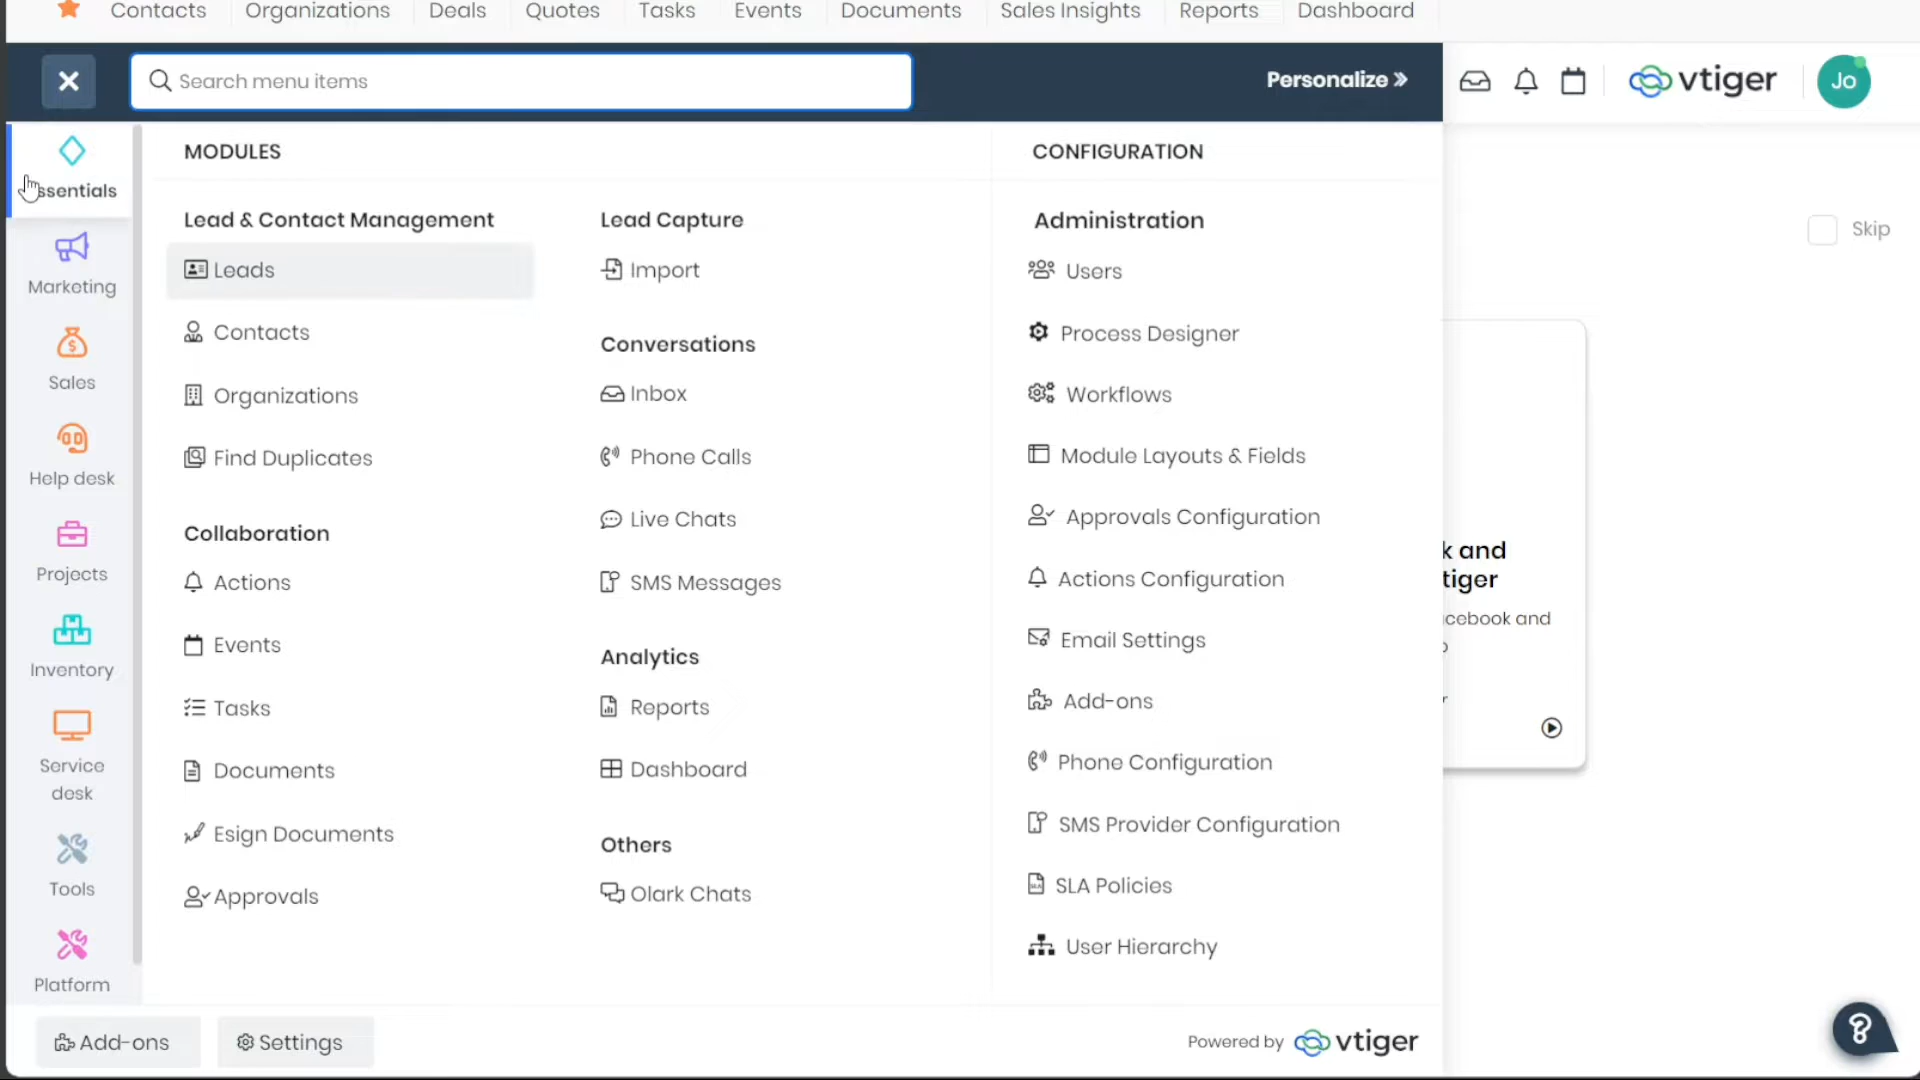 Contacts Organizations Deals Quotes Tasks Events Documents Sales Insights Reports Dashboard
Search menu items
Personalize »
vtiger
Jo
ssentials
Marketing
Sales
Help desk
Projects
Inventory
Service
desk
Tools
Platform
MODULES
Lead & Contact Management
Leads
Contacts
Organizations
Find Duplicates
Collaboration
Actions
Events
Tasks
Documents
Esign Documents
Approvals
Lead Capture
Import
Conversations
Inbox
Phone Calls
Live Chats
SMS Messages
Analytics
Reports
Dashboard
Others
Olark Chats
CONFIGURATION
Administration
Users
Process Designer
Workflows
Module Layouts & Fields
Approvals Configuration
Actions Configuration
Email Settings
Add-ons
Phone Configuration
SMS Provider Configuration
SLA Policies
User Hierarchy
Skip
k and
tiger
cebook and
r
Add-ons
Settings
Powered by vtiger
?